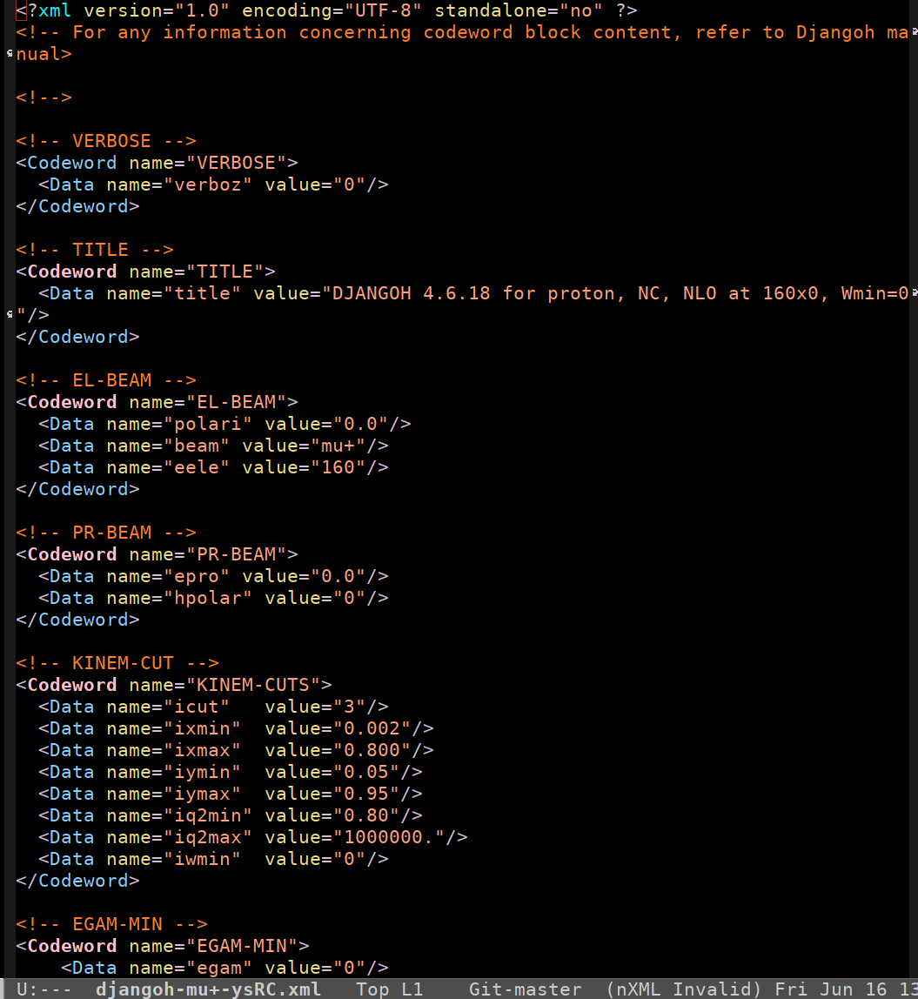 <?xml version="1.0" encoding="UTF-8" standalone="no" ?>
<!-- For any information concerning codeword block content, refer to Djangoh ma
nual>
<!-->
<!-- VERBOSE -->
<Codeword name="VERBOSE">
  <Data name="verboz" value="0"/>
</Codeword>
<!-- TITLE -->
<Codeword name="TITLE">
  <Data name="title" value="DJANGOH 4.6.18 for proton, NC, NLO at 160x0, Wmin=0
"/>
</Codeword>
<!-- EL-BEAM -->
<Codeword name="EL-BEAM">
  <Data name="polari" value="0.0"/>
  <Data name="beam" value="mu+"/>
  <Data name="eele" value="160"/>
</Codeword>
<!-- PR-BEAM -->
<Codeword name="PR-BEAM">
  <Data name="epro" value="0.0"/>
  <Data name="hpolar" value="0"/>
</Codeword>
<!-- KINEM-CUT -->
<Codeword name="KINEM-CUTS">
  <Data name="icut"   value="3"/>
  <Data name="ixmin"  value="0.002"/>
  <Data name="ixmax"  value="0.800"/>
  <Data name="iymin"  value="0.05"/>
  <Data name="iymax"  value="0.95"/>
  <Data name="iq2min" value="0.80"/>
  <Data name="iq2max" value="1000000."/>
  <Data name="iwmin"  value="0"/>
</Codeword>
<!-- EGAM-MIN -->
<Codeword name="EGAM-MIN">
    <Data name="egam" value="0"/>
U:---  djangoh-mu+-ysRC.xml   Top L1    Git-master  (nXML Invalid) Fri Jun 16 13